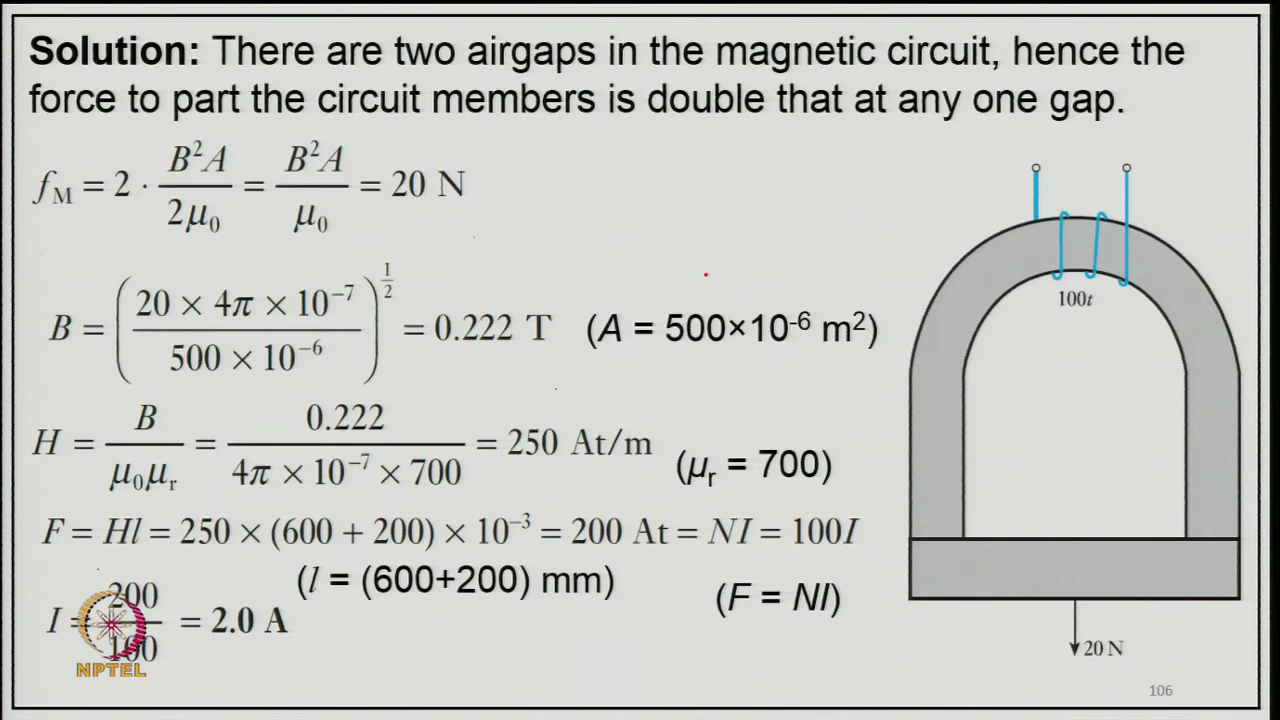 Solution: There are two airgaps in the magnetic circuit, hence the
force to part the circuit members is double that at any one gap.
f_M = 2 · B²A / 2μ₀ = B²A / μ₀ = 20 N
B = (20 × 4π × 10⁻⁷ / 500 × 10⁻⁶)^(1/2) = 0.222 T (A = 500×10⁻⁶ m²)
H = B / μ₀μᵣ = 0.222 / 4π × 10⁻⁷ × 700 = 250 At/m (μᵣ = 700)
F = Hl = 250 × (600 + 200) × 10⁻³ = 200 At = NI = 100I
(l = (600+200) mm) (F = NI)
I = 200 / 100 = 2.0 A
100t
20 N
NPTEL
106